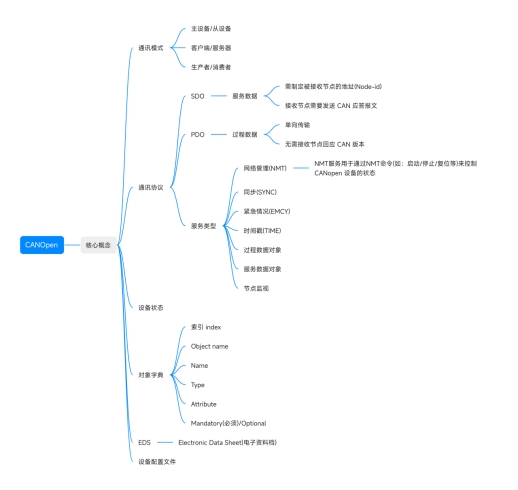 CANOpen
核心概念
通讯模式
主设备/从设备
客户端/服务器
生产者/消费者
通讯协议
SDO
服务数据
需制定被接收节点的地址(Node-id)
接收节点需要发送 CAN 应答报文
PDO
过程数据
单向传输
无需接收节点回应 CAN 版本
服务类型
网络管理(NMT)
NMT服务用于通过NMT命令(如：启动/停止/复位等)来控制
CANopen 设备的状态
同步(SYNC)
紧急情况(EMCY)
时间戳(TIME)
过程数据对象
服务数据对象
节点监视
设备状态
对象字典
索引 index
Object name
Name
Type
Attribute
Mandatory(必须)/Optional
EDS
Electronic Data Sheet(电子资料档)
设备配置文件